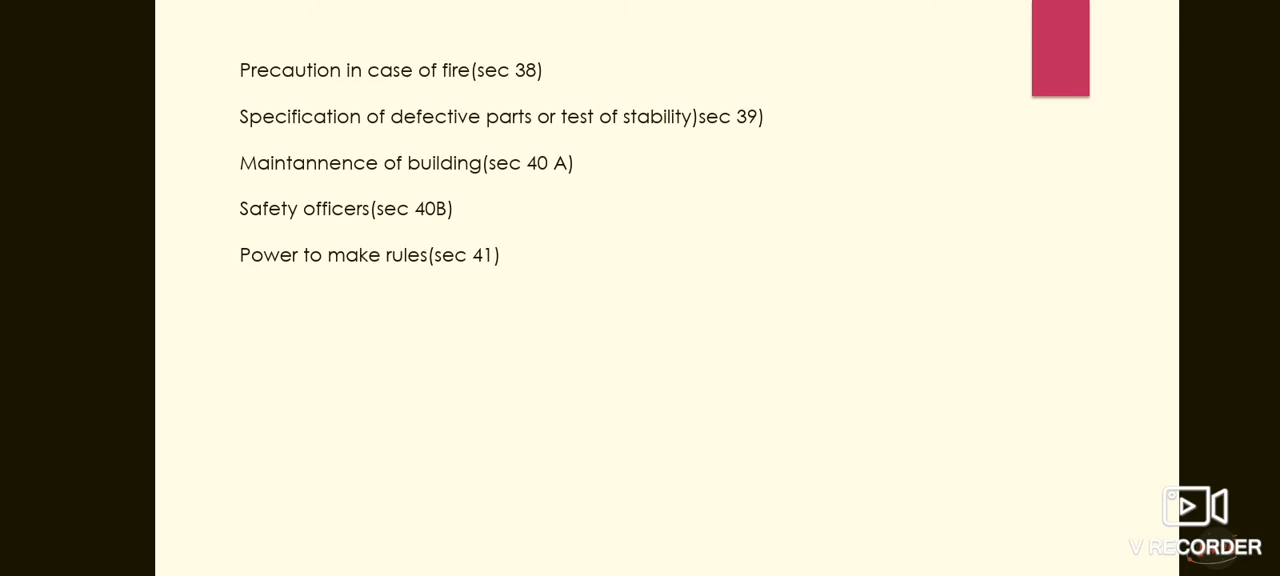 Precaution in case of fire(sec 38)
Specification of defective parts or test of stability)sec 39)
Maintannence of building(sec 40 A)
Safety officers(sec 40B)
Power to make rules(sec 41)
V RECORDER